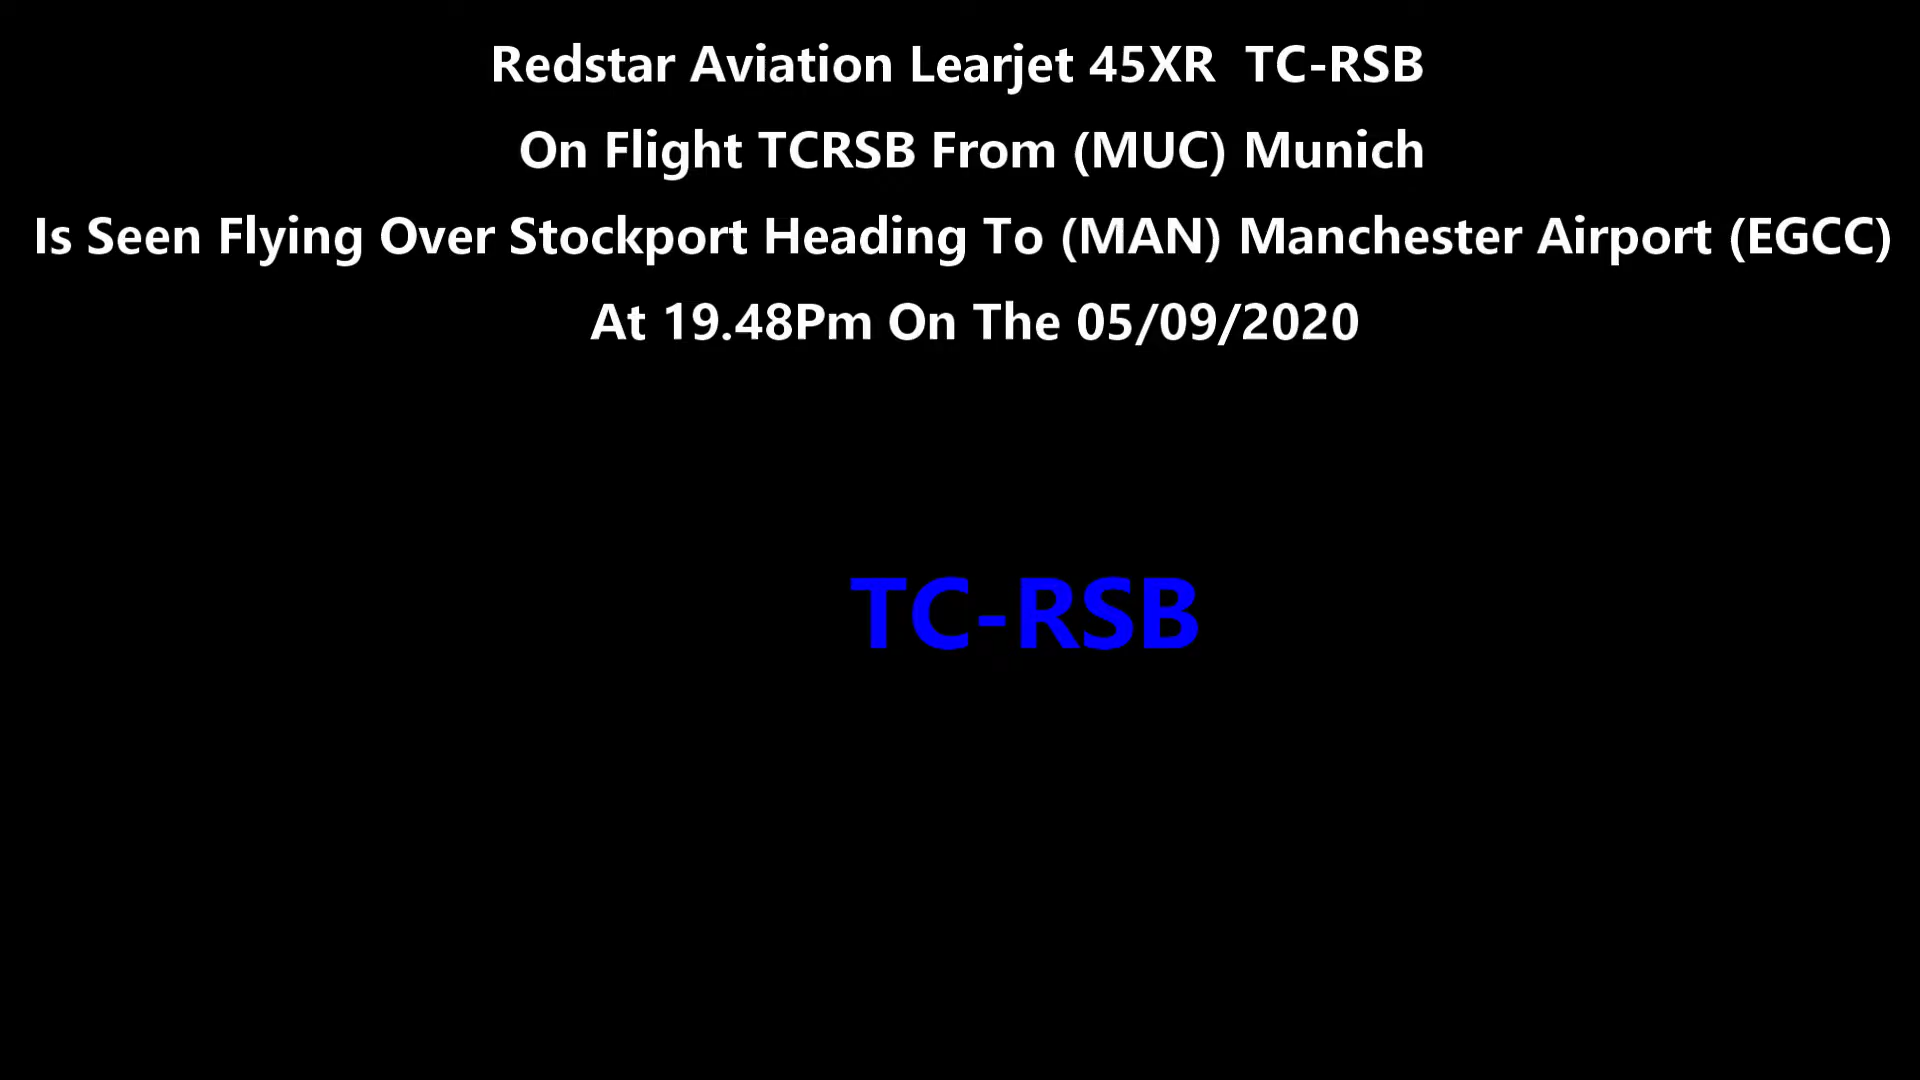 Redstar Aviation Learjet 45XR  TC-RSB
On Flight TCRSB From (MUC) Munich
Is Seen Flying Over Stockport Heading To (MAN) Manchester Airport (EGCC)
At 19.48Pm On The 05/09/2020
TC-RSB